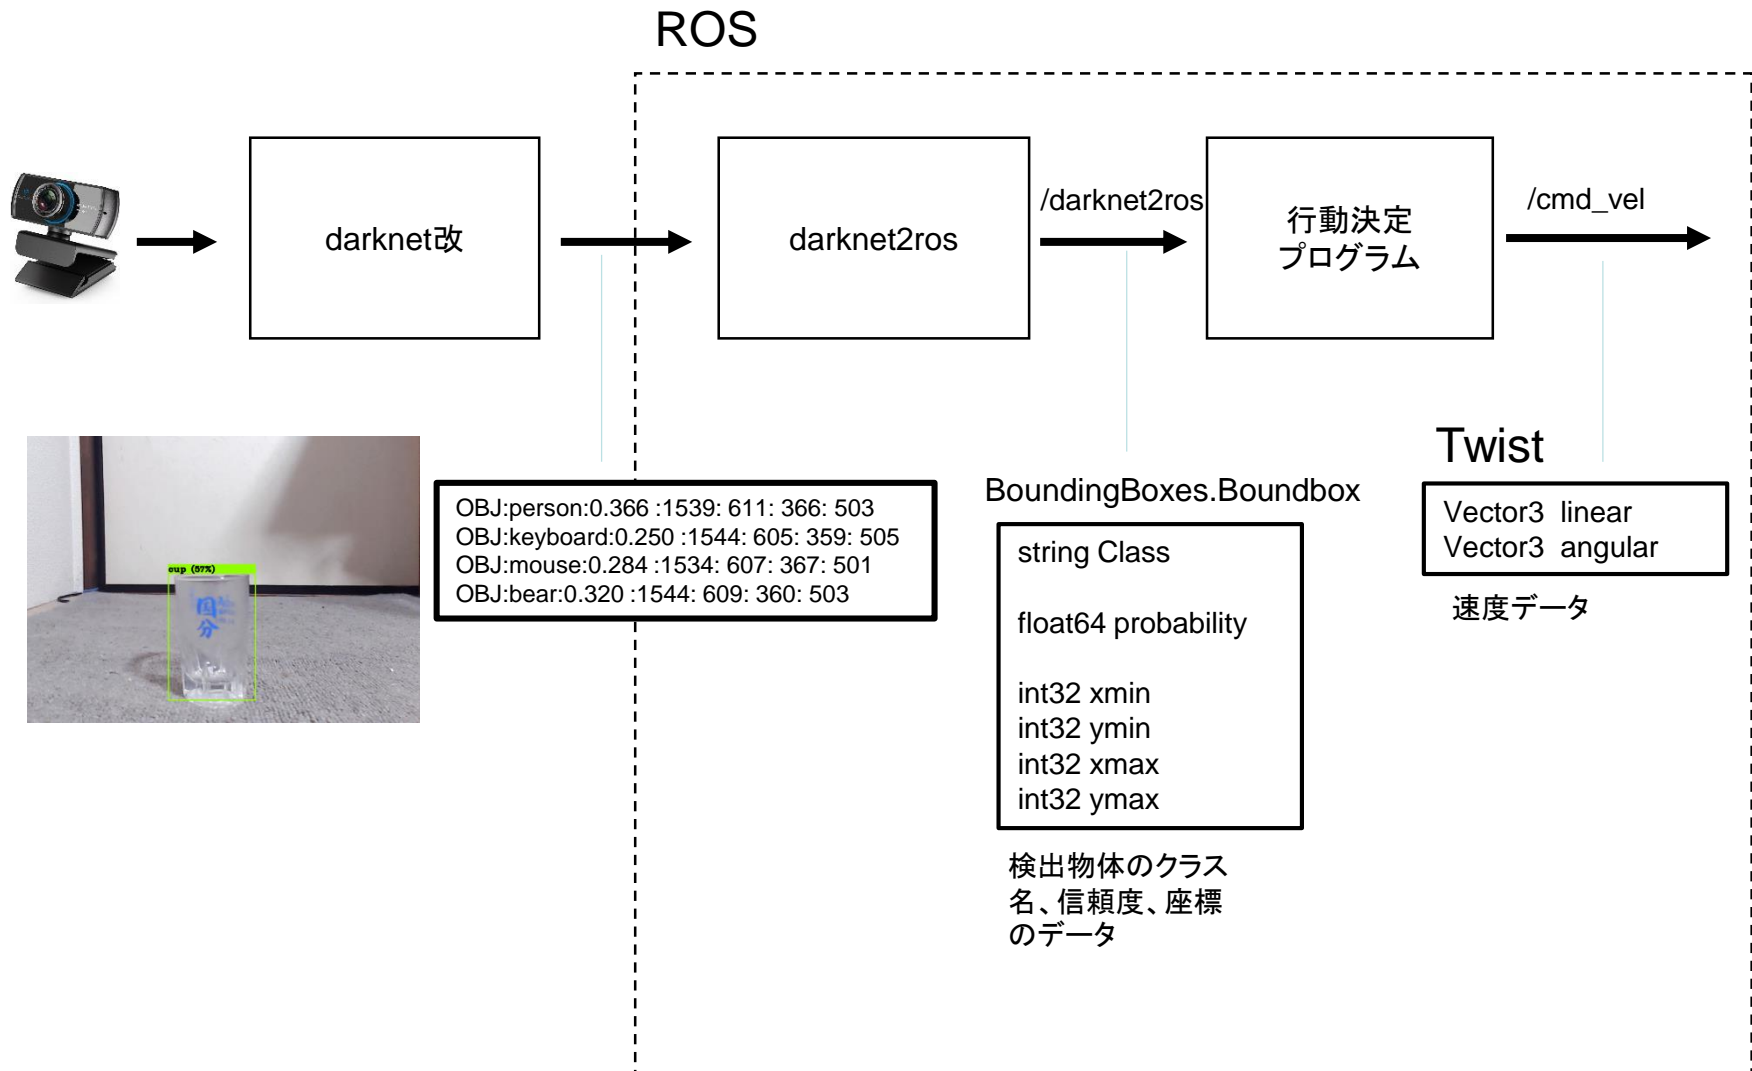 ROS
darknet改
darknet2ros
/darknet2ros
行動決定
プログラム
/cmd_vel
cup (57%)
国
分
OBJ:person:0.366 :1539: 611: 366: 503
OBJ:keyboard:0.250 :1544: 605: 359: 505
OBJ:mouse:0.284 :1534: 607: 367: 501
OBJ:bear:0.320 :1544: 609: 360: 503
BoundingBoxes.Boundbox
string Class
float64 probability
int32 xmin
int32 ymin
int32 xmax
int32 ymax
検出物体のクラス
名、信頼度、座標
のデータ
Twist
Vector3 linear
Vector3 angular
速度データ